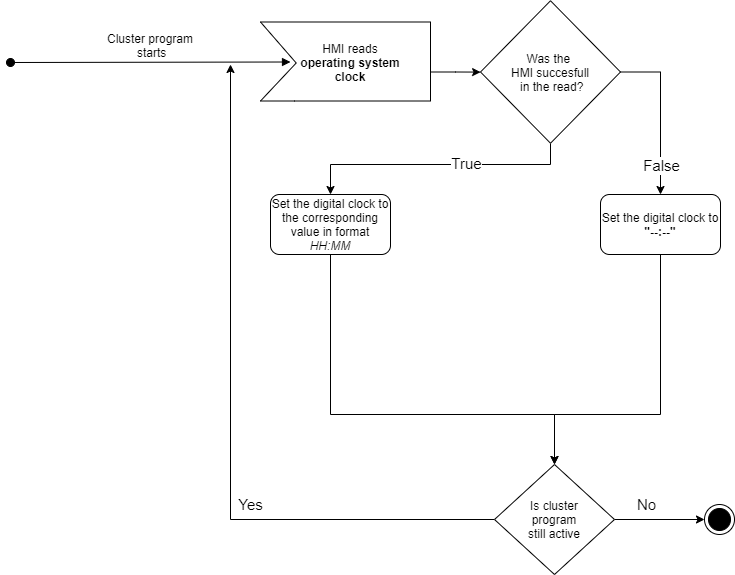 Cluster program
starts
HMI reads
operating system
clock
Was the
HMI succesfull
in the read?
True
False
Set the digital clock to
the corresponding
value in format
HH:MM
Set the digital clock to
"--:--"
Is cluster
program
still active
Yes
No